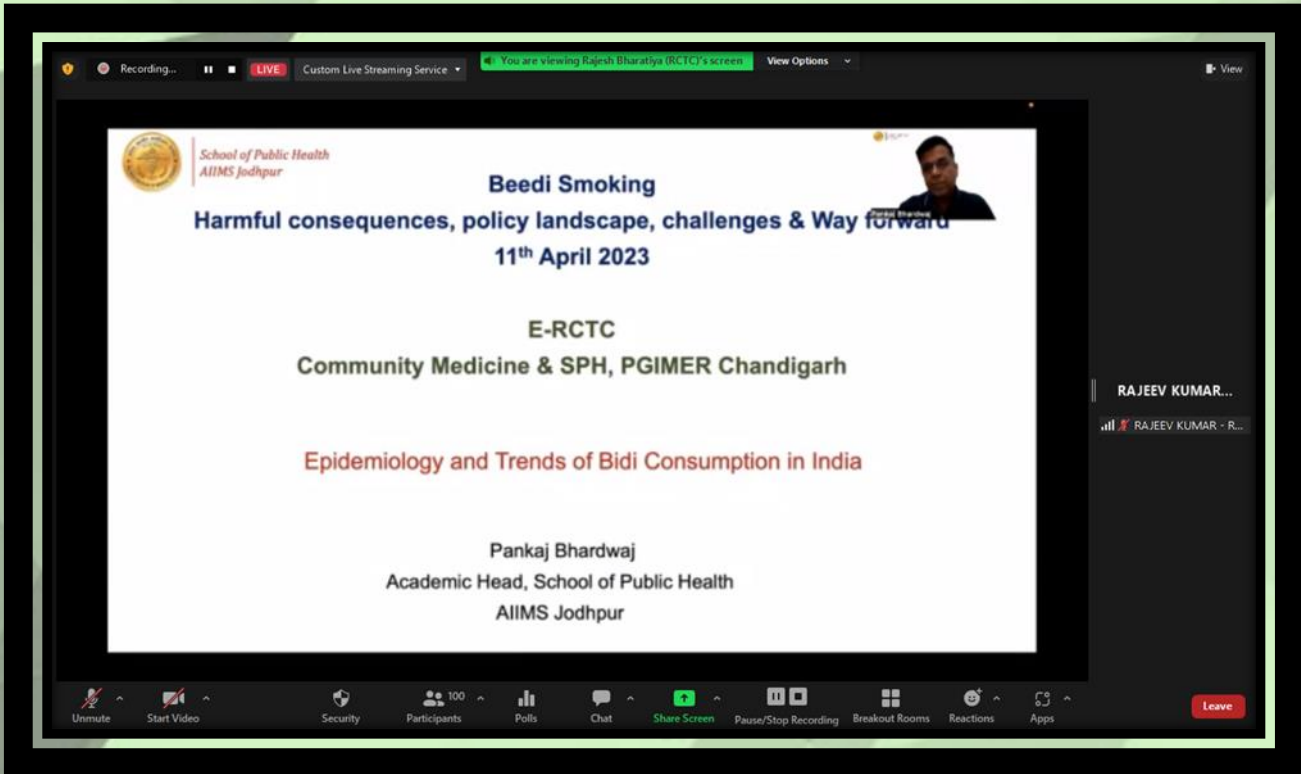 Recording...
LIVE
Custom Live Streaming Service
You are viewing Rajesh Bharatiya (RCTC)'s screen
View Options
View
School of Public Health
AIIMS Jodhpur
Beedi Smoking
Harmful consequences, policy landscape, challenges & Way forward
11th April 2023
Pankaj Bhardwaj
E-RCTC
Community Medicine & SPH, PGIMER Chandigarh
Epidemiology and Trends of Bidi Consumption in India
Pankaj Bhardwaj
Academic Head, School of Public Health
AIIMS Jodhpur
RAJEEV KUMAR...
RAJEEV KUMAR - R...
Unmute
Start Video
Security
100
Participants
Polls
Chat
Share Screen
Pause/Stop Recording
Breakout Rooms
Reactions
Apps
Leave